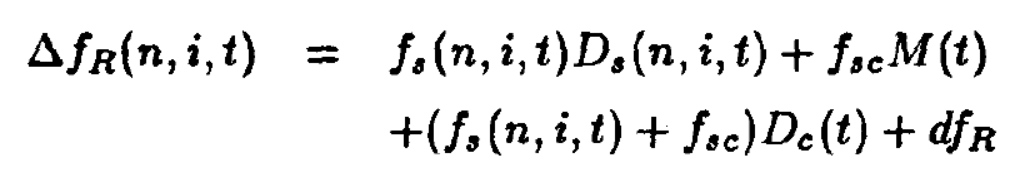 Δf_R(n, i, t) = f_s(n, i, t)D_s(n, i, t) + f_{sc}M(t)
+(f_s(n, i, t) + f_{sc})D_c(t) + df_R